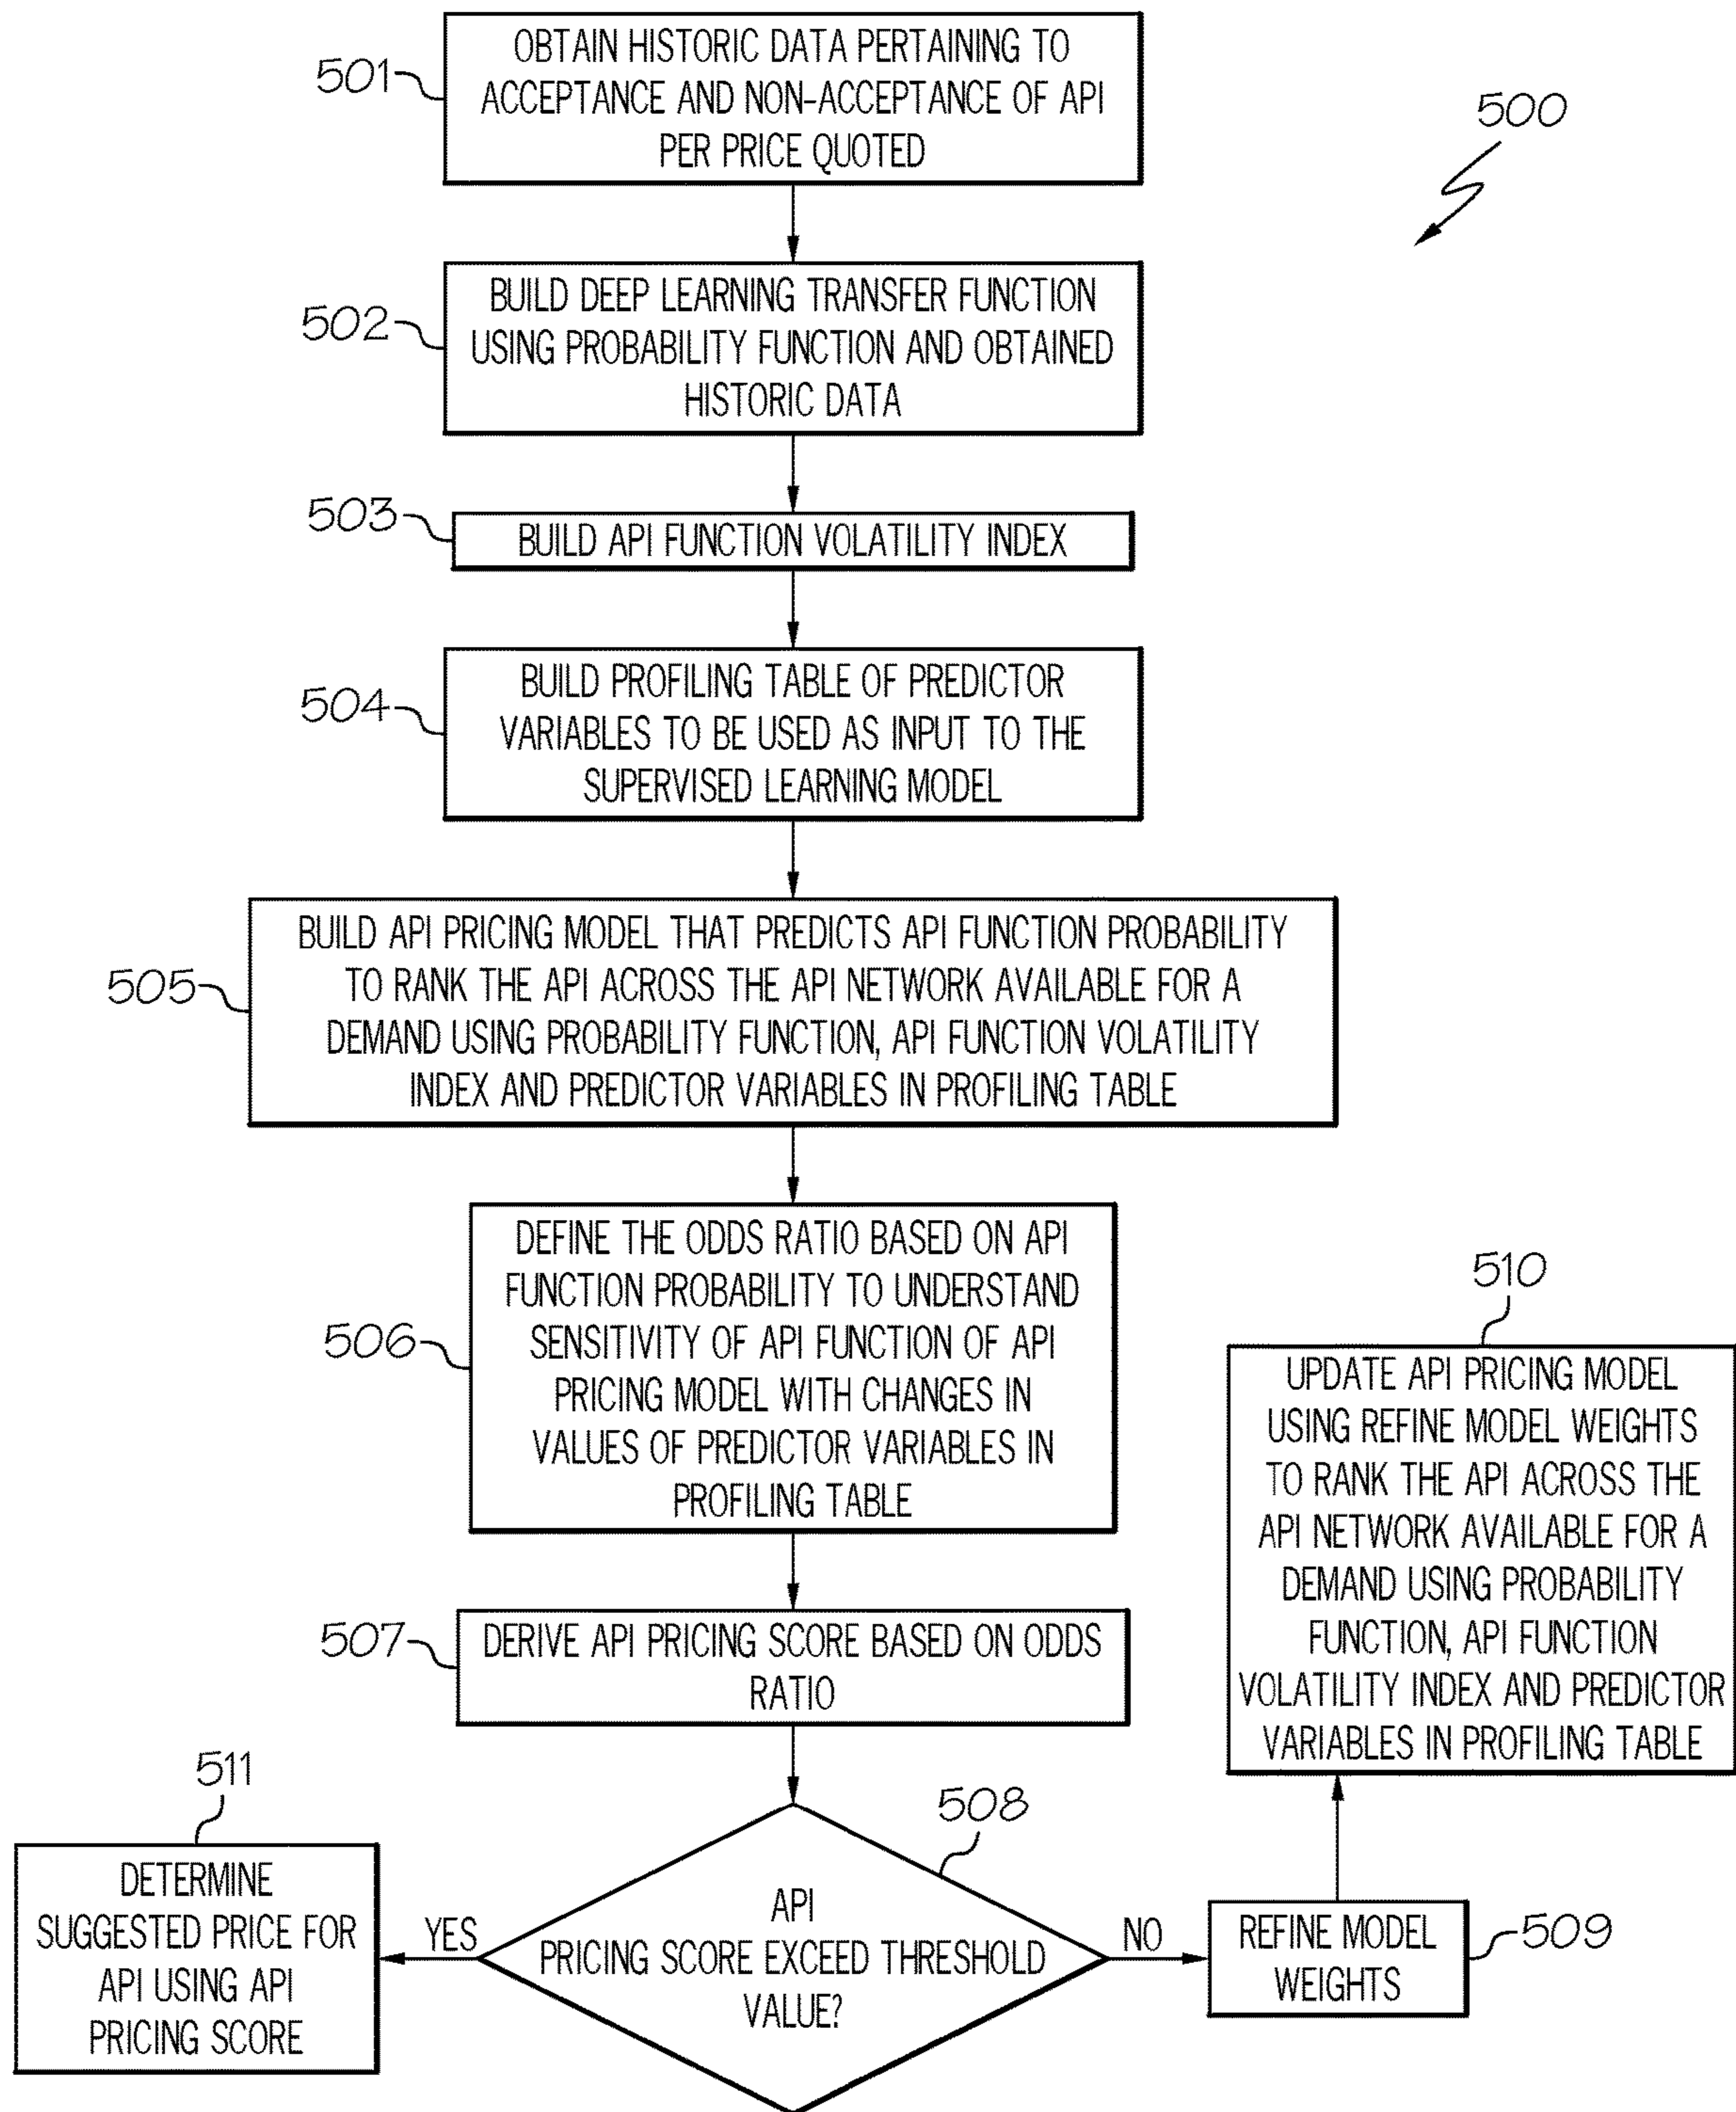 501
OBTAIN HISTORIC DATA PERTAINING TO
ACCEPTANCE AND NON-ACCEPTANCE OF API
PER PRICE QUOTED
500
502
BUILD DEEP LEARNING TRANSFER FUNCTION
USING PROBABILITY FUNCTION AND OBTAINED
HISTORIC DATA
503
BUILD API FUNCTION VOLATILITY INDEX
504
BUILD PROFILING TABLE OF PREDICTOR
VARIABLES TO BE USED AS INPUT TO THE
SUPERVISED LEARNING MODEL
505
BUILD API PRICING MODEL THAT PREDICTS API FUNCTION PROBABILITY
TO RANK THE API ACROSS THE API NETWORK AVAILABLE FOR A
DEMAND USING PROBABILITY FUNCTION, API FUNCTION VOLATILITY
INDEX AND PREDICTOR VARIABLES IN PROFILING TABLE
506
DEFINE THE ODDS RATIO BASED ON API
FUNCTION PROBABILITY TO UNDERSTAND
SENSITIVITY OF API FUNCTION OF API
PRICING MODEL WITH CHANGES IN
VALUES OF PREDICTOR VARIABLES IN
PROFILING TABLE
507
DERIVE API PRICING SCORE BASED ON ODDS
RATIO
508
API
PRICING SCORE EXCEED THRESHOLD
VALUE?
YES
511
DETERMINE
SUGGESTED PRICE FOR
API USING API
PRICING SCORE
NO
509
REFINE MODEL
WEIGHTS
510
UPDATE API PRICING MODEL
USING REFINE MODEL WEIGHTS
TO RANK THE API ACROSS THE
API NETWORK AVAILABLE FOR A
DEMAND USING PROBABILITY
FUNCTION, API FUNCTION
VOLATILITY INDEX AND PREDICTOR
VARIABLES IN PROFILING TABLE